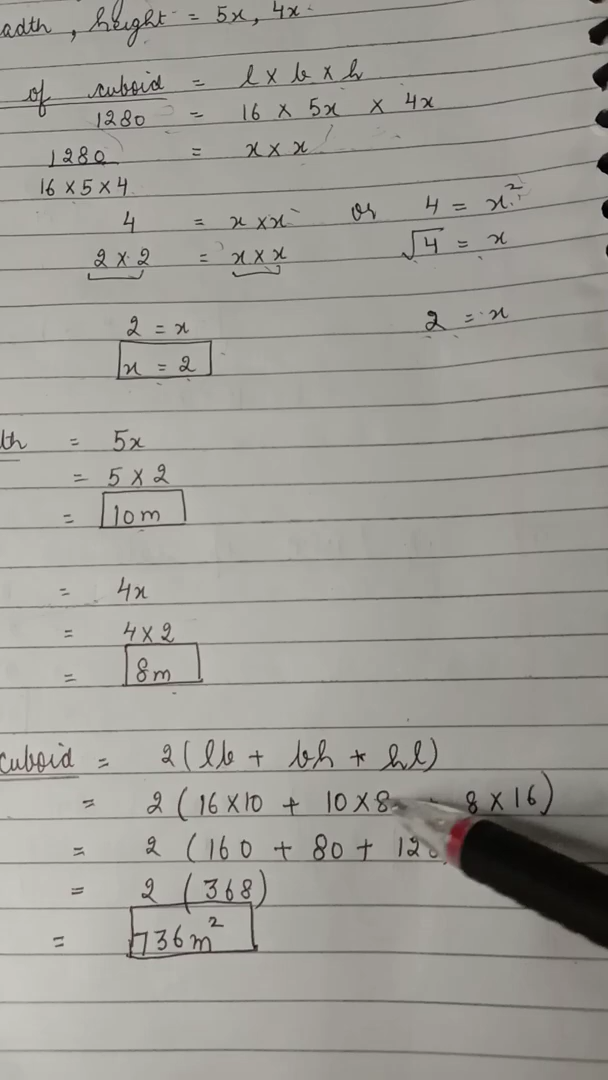 , height = 5x, 4x
of cuboid = l × b × h
1280 = 16 × 5x × 4x
1280 = x × x
16 × 5 × 4
4 = x × x or 4 = x²
2 × 2 = x × x √4 = x
2 = x 2 = x
x = 2
= 5x
= 5 × 2
= 10m
= 4x
= 4 × 2
= 8m
cuboid = 2(lb + bh + hl)
= 2 (16×10 + 10×8 8×16)
= 2 (160 + 80 + 12
= 2 (368)
= 736m²